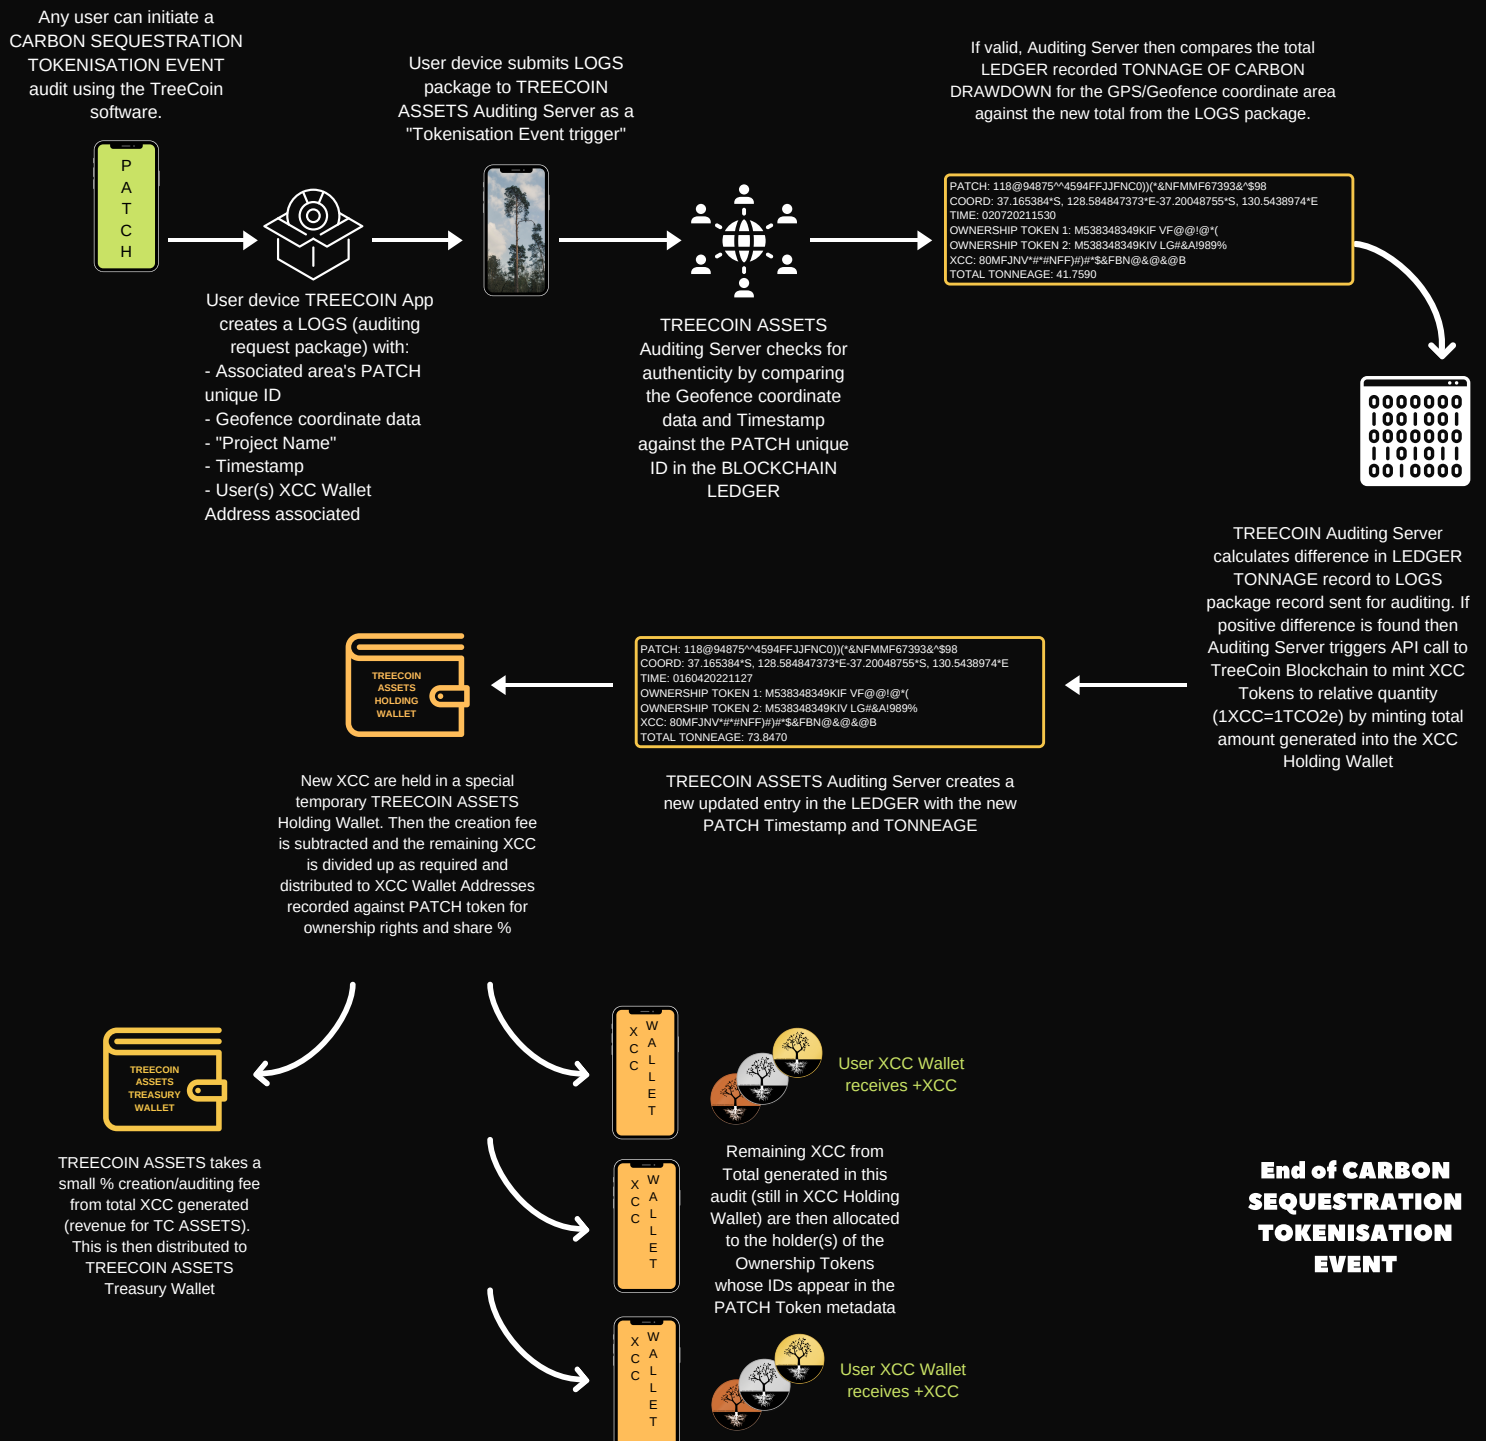 Any user can initiate a
CARBON SEQUESTRATION
TOKENISATION EVENT
audit using the TreeCoin
software.
P
A
T
C
H
User device TREECOIN App
creates a LOGS (auditing
request package) with:
- Associated area's PATCH
unique ID
- Geofence coordinate data
- "Project Name"
- Timestamp
- User(s) XCC Wallet
Address associated
User device submits LOGS
package to TREECOIN
ASSETS Auditing Server as a
"Tokenisation Event trigger"
TREECOIN ASSETS
Auditing Server checks for
authenticity by comparing
the Geofence coordinate
data and Timestamp
against the PATCH unique
ID in the BLOCKCHAIN
LEDGER
If valid, Auditing Server then compares the total
LEDGER recorded TONNAGE OF CARBON
DRAWDOWN for the GPS/Geofence coordinate area
against the new total from the LOGS package.
PATCH: 118@94875^^4594FFJJFNC0))(*&NFMMF67393&^$98
COORD: 37.165384*S, 128.584847373*E-37.20048755*S, 130.5438974*E
TIME: 020720211530
OWNERSHIP TOKEN 1: M538348349KIF VF@@!@*(
OWNERSHIP TOKEN 2: M538348349KIV LG#&A!989%
XCC: 80MFJNV*#*#NFF)#)#*$&FBN@&@&@B
TOTAL TONNEAGE: 41.7590
0000000
1001001
0000000
1001011
0010000
TREECOIN Auditing Server
calculates difference in LEDGER
TONNAGE record to LOGS
package record sent for auditing. If
positive difference is found then
Auditing Server triggers API call to
TreeCoin Blockchain to mint XCC
Tokens to relative quantity
(1XCC=1TCO2e) by minting total
amount generated into the XCC
Holding Wallet
PATCH: 118@94875^^4594FFJJFNC0))(*&NFMMF67393&^$98
COORD: 37.165384*S, 128.584847373*E-37.20048755*S, 130.5438974*E
TIME: 0160420221127
OWNERSHIP TOKEN 1: M538348349KIF VF@@!@*(
OWNERSHIP TOKEN 2: M538348349KIV LG#&A!989%
XCC: 80MFJNV*#*#NFF)#)#*$&FBN@&@&@B
TOTAL TONNEAGE: 73.8470
TREECOIN ASSETS Auditing Server creates a
new updated entry in the LEDGER with the new
PATCH Timestamp and TONNEAGE
TREECOIN
ASSETS
HOLDING
WALLET
New XCC are held in a special
temporary TREECOIN ASSETS
Holding Wallet. Then the creation fee
is subtracted and the remaining XCC
is divided up as required and
distributed to XCC Wallet Addresses
recorded against PATCH token for
ownership rights and share %
TREECOIN
ASSETS
TREASURY
WALLET
TREECOIN ASSETS takes a
small % creation/auditing fee
from total XCC generated
(revenue for TC ASSETS).
This is then distributed to
TREECOIN ASSETS
Treasury Wallet
XCC
WALLET
User XCC Wallet
receives +XCC
XCC
WALLET
Remaining XCC from
Total generated in this
audit (still in XCC Holding
Wallet) are then allocated
to the holder(s) of the
Ownership Tokens
whose IDs appear in the
PATCH Token metadata
XCC
WALLET
User XCC Wallet
receives +XCC
End of CARBON
SEQUESTRATION
TOKENISATION
EVENT